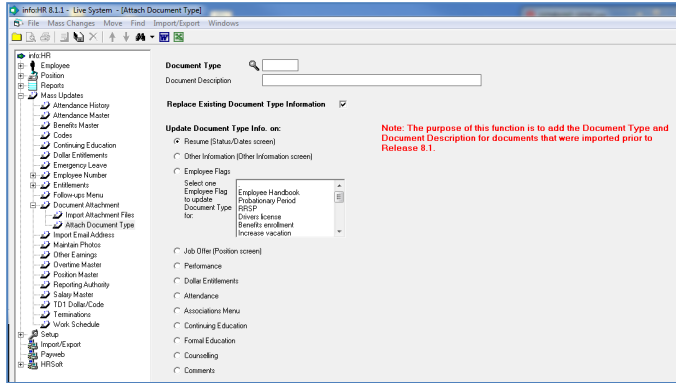 info:HR 8.1.1 - Live System - [Attach Document Type]
File Mass Changes Move Find Import/Export Windows
info:HR
Employee
Position
Reports
Mass Updates
Attendance History
Attendance Master
Benefits Master
Codes
Continuing Education
Dollar Entitlements
Emergency Leave
Employee Number
Entitlements
Follow-ups Menu
Document Attachment
Import Attachment Files
Attach Document Type
Import Email Address
Maintain Photos
Other Earnings
Overtime Master
Position Master
Reporting Authority
Salary Master
TD1 Dollar/Code
Terminations
Work Schedule
Setup
Import/Export
Payweb
HRSoft
Document Type
Document Description
Replace Existing Document Type Information
Update Document Type Info. on:
Resume (Status/Dates screen)
Other Information (Other Information screen)
Employee Flags
Select one
Employee Flag
to update
Document Type
for:
Employee Handbook
Probationary Period
RRSP
Drivers license
Benefits enrollment
Increase vacation
Job Offer (Position screen)
Performance
Dollar Entitlements
Attendance
Associations Menu
Continuing Education
Formal Education
Counselling
Comments
Note: The purpose of this function is to add the Document Type and
Document Description for documents that were imported prior to
Release 8.1.